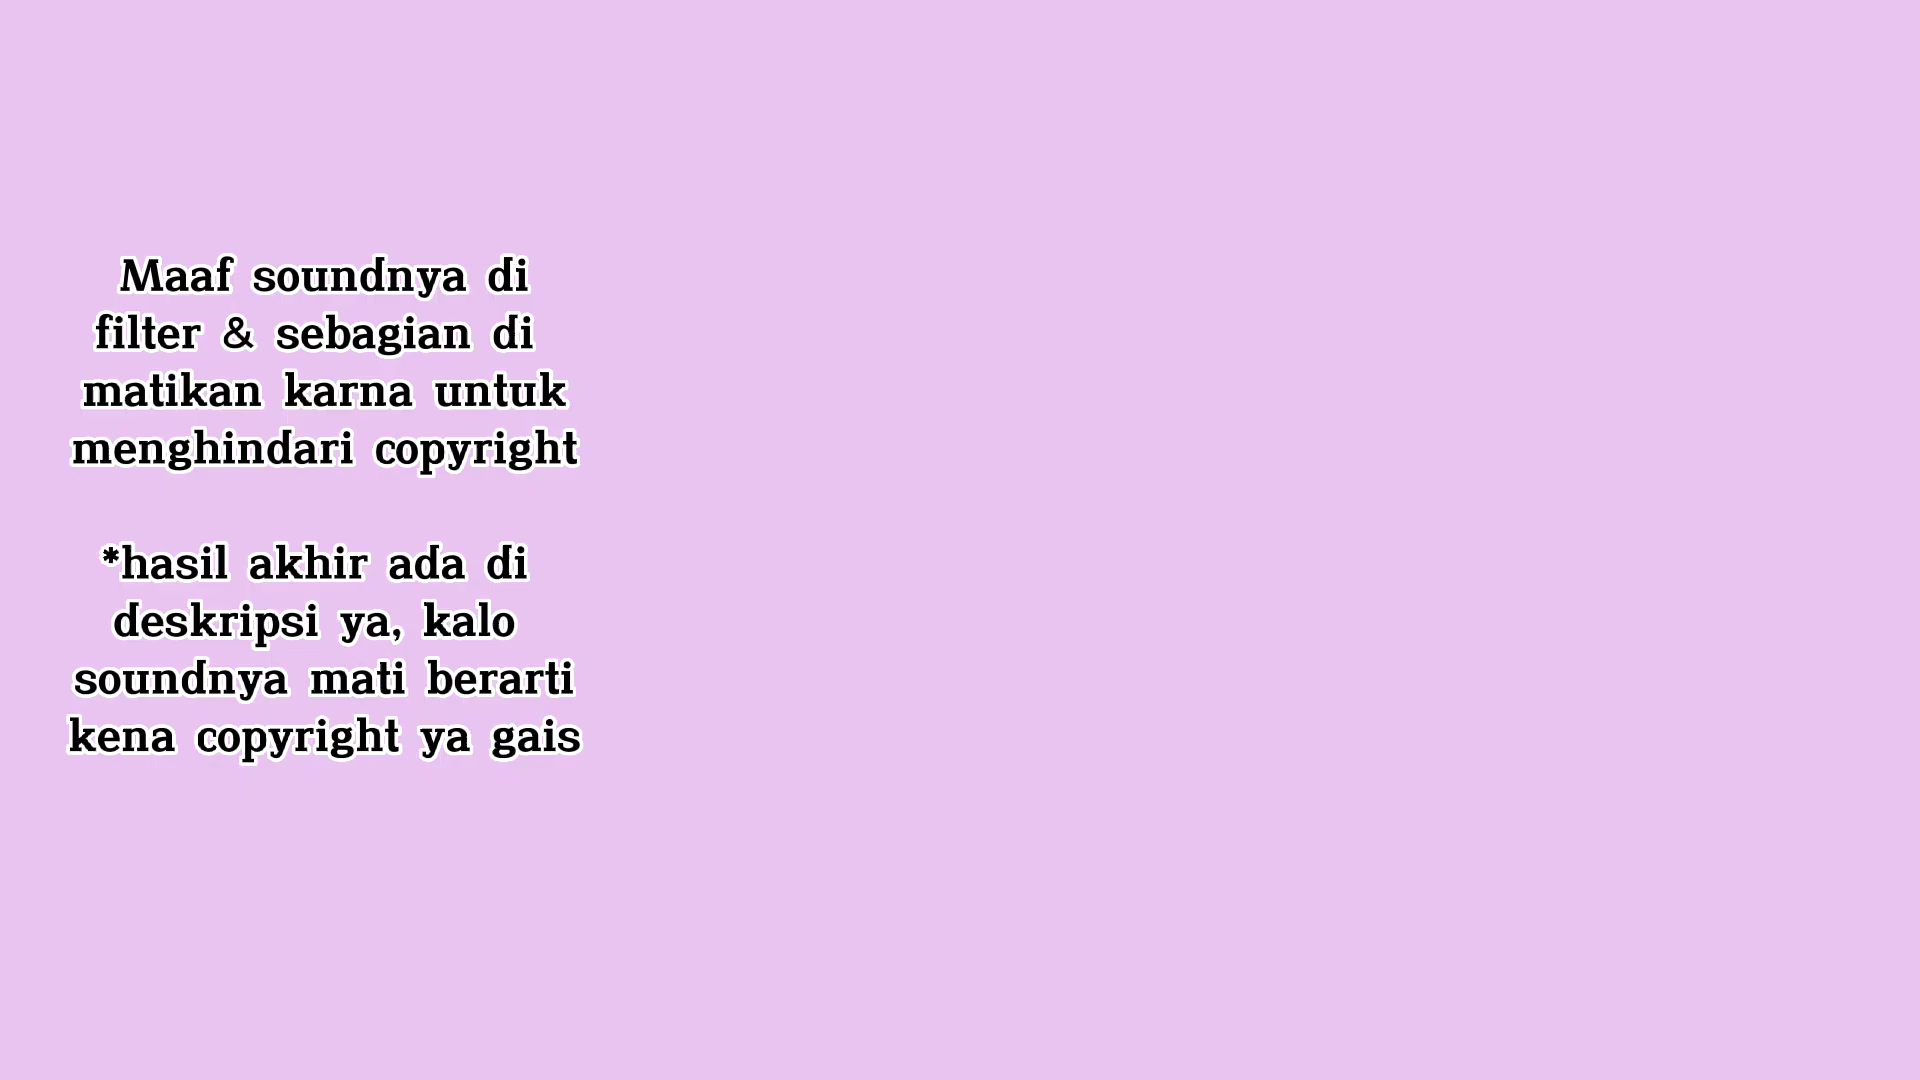 Maaf soundnya di
filter & sebagian di
matikan karna untuk
menghindari copyright
*hasil akhir ada di
deskripsi ya, kalo
soundnya mati berarti
kena copyright ya gais